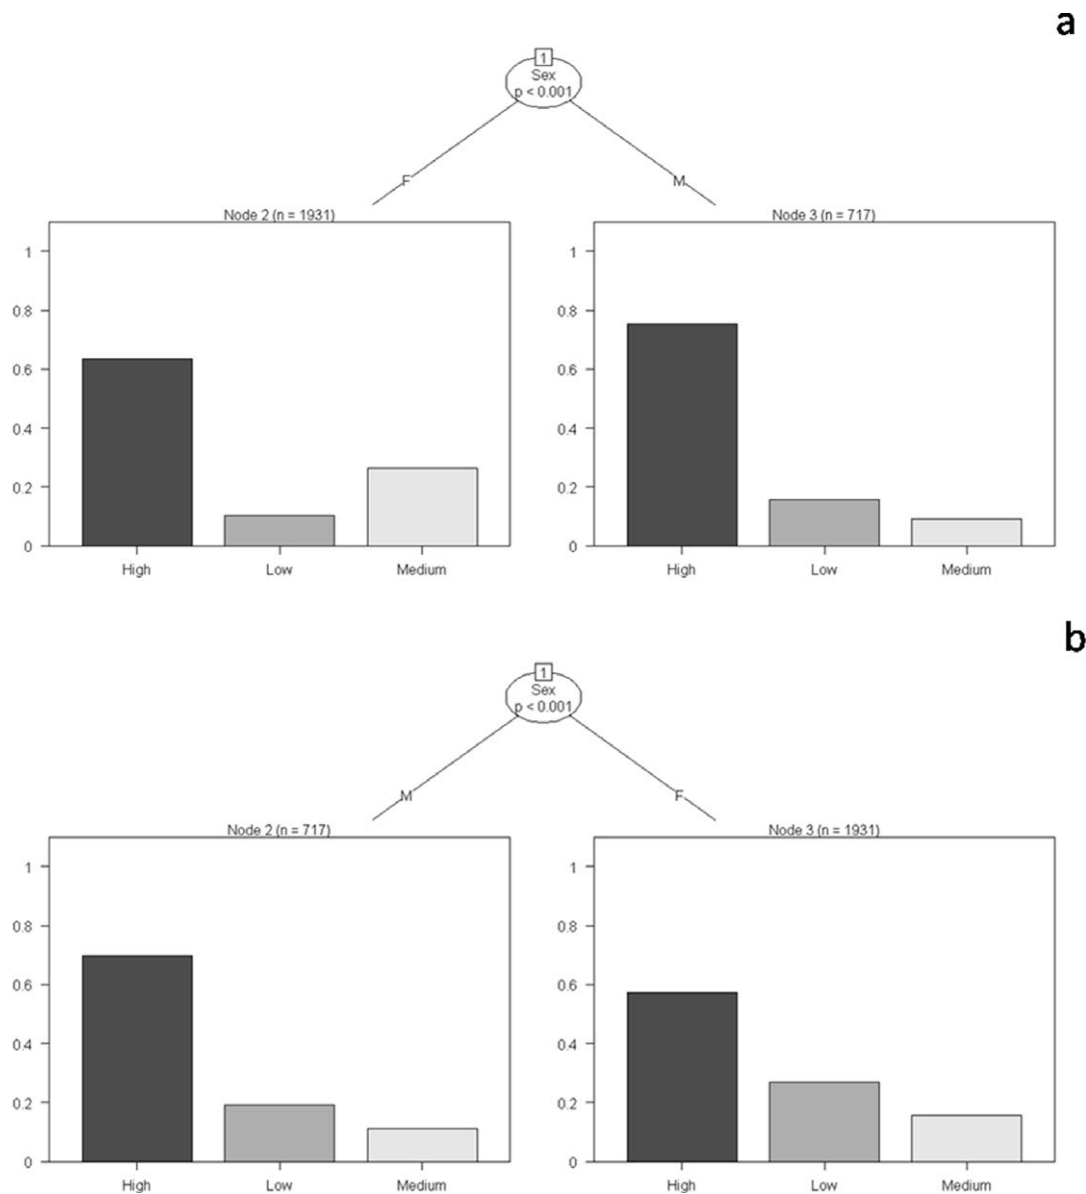 a
1
Sex
p < 0.001
F
M
Node 2 (n = 1931)
Node 3 (n = 717)
1
0.8
0.6
0.4
0.2
0
High
Low
Medium
1
0.8
0.6
0.4
0.2
0
High
Low
Medium
b
1
Sex
p < 0.001
M
F
Node 2 (n = 717)
Node 3 (n = 1931)
1
0.8
0.6
0.4
0.2
0
High
Low
Medium
1
0.8
0.6
0.4
0.2
0
High
Low
Medium